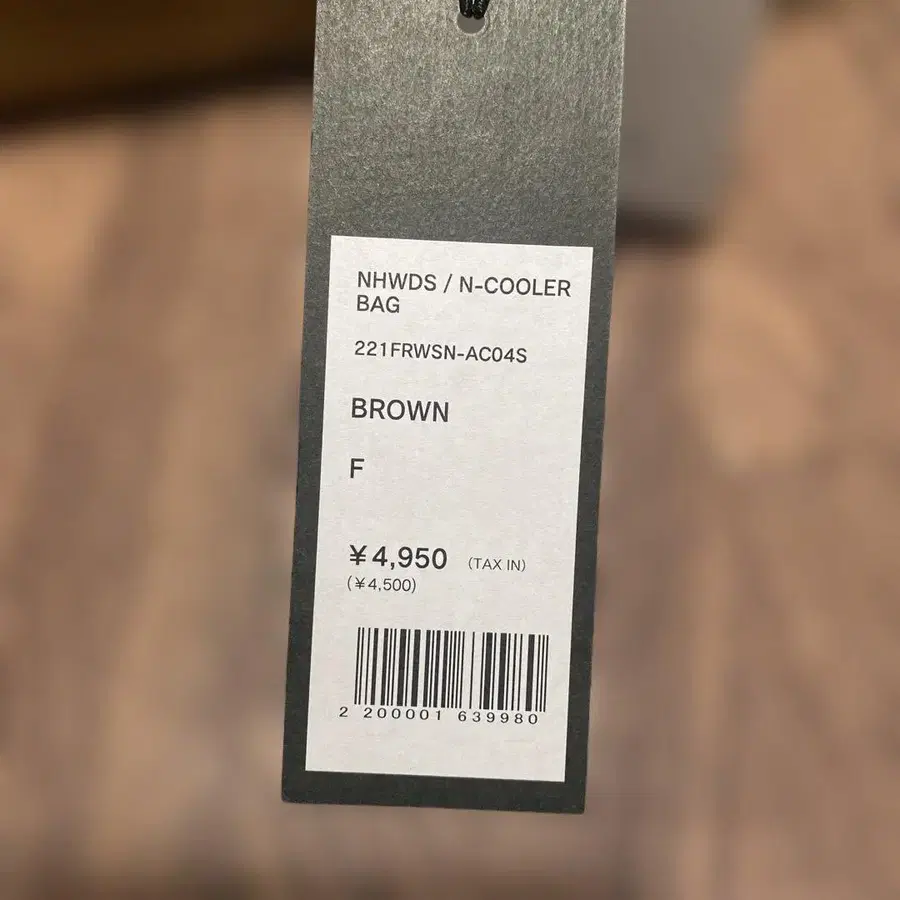 NHWDS / N-COOLER
BAG
221FRWSN-AC04S
BROWN
F
¥4,950 (TAX IN)
(¥4,500)
2 200001 639980